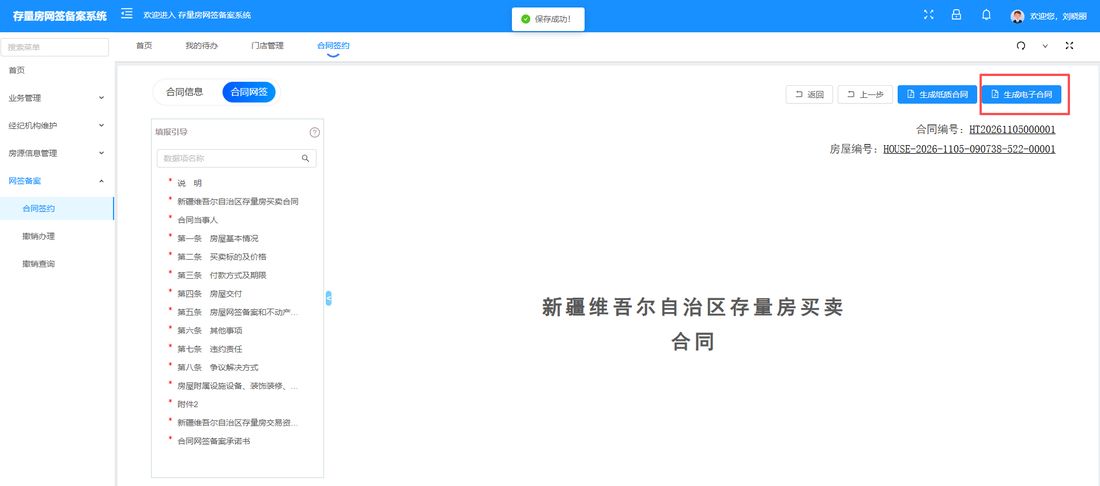 存量房网签备案系统
欢迎进入 存量房网签备案系统
保存成功！
欢迎您，刘晓丽
搜索菜单
首页
我的待办
门店管理
合同签约
首页
业务管理
经纪机构维护
房源信息管理
网签备案
合同签约
撤销办理
撤销查询
合同信息
合同网签
返回
上一步
生成纸质合同
生成电子合同
填报引导
?
数据项名称
* 说　明
* 新疆维吾尔自治区存量房买卖合同
* 合同当事人
* 第一条　房屋基本情况
* 第二条　买卖标的及价格
* 第三条　付款方式及期限
* 第四条　房屋交付
* 第五条　房屋网签备案和不动产...
* 第六条　其他事项
* 第七条　违约责任
* 第八条　争议解决方式
* 房屋附属设施设备、装饰装修、...
* 附件2
* 新疆维吾尔自治区存量房交易资...
* 合同网签备案承诺书
<
合同编号：HT20261105000001
房屋编号：HOUSE-2026-1105-090738-522-00001
新疆维吾尔自治区存量房买卖
合同